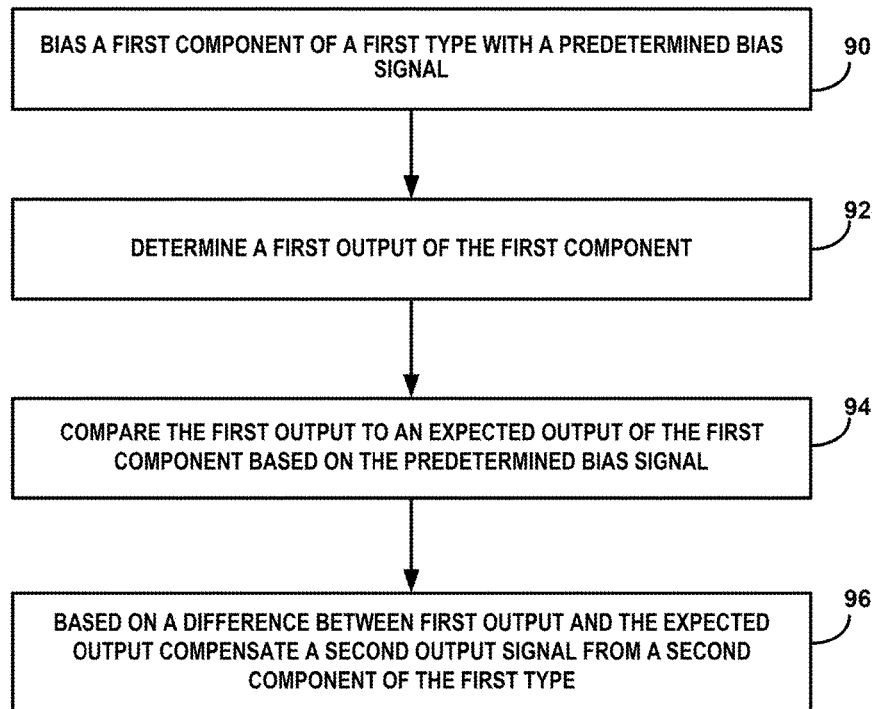 BIAS A FIRST COMPONENT OF A FIRST TYPE WITH A PREDETERMINED BIAS
SIGNAL
90
DETERMINE A FIRST OUTPUT OF THE FIRST COMPONENT
92
COMPARE THE FIRST OUTPUT TO AN EXPECTED OUTPUT OF THE FIRST
COMPONENT BASED ON THE PREDETERMINED BIAS SIGNAL
94
BASED ON A DIFFERENCE BETWEEN FIRST OUTPUT AND THE EXPECTED
OUTPUT COMPENSATE A SECOND OUTPUT SIGNAL FROM A SECOND
COMPONENT OF THE FIRST TYPE
96